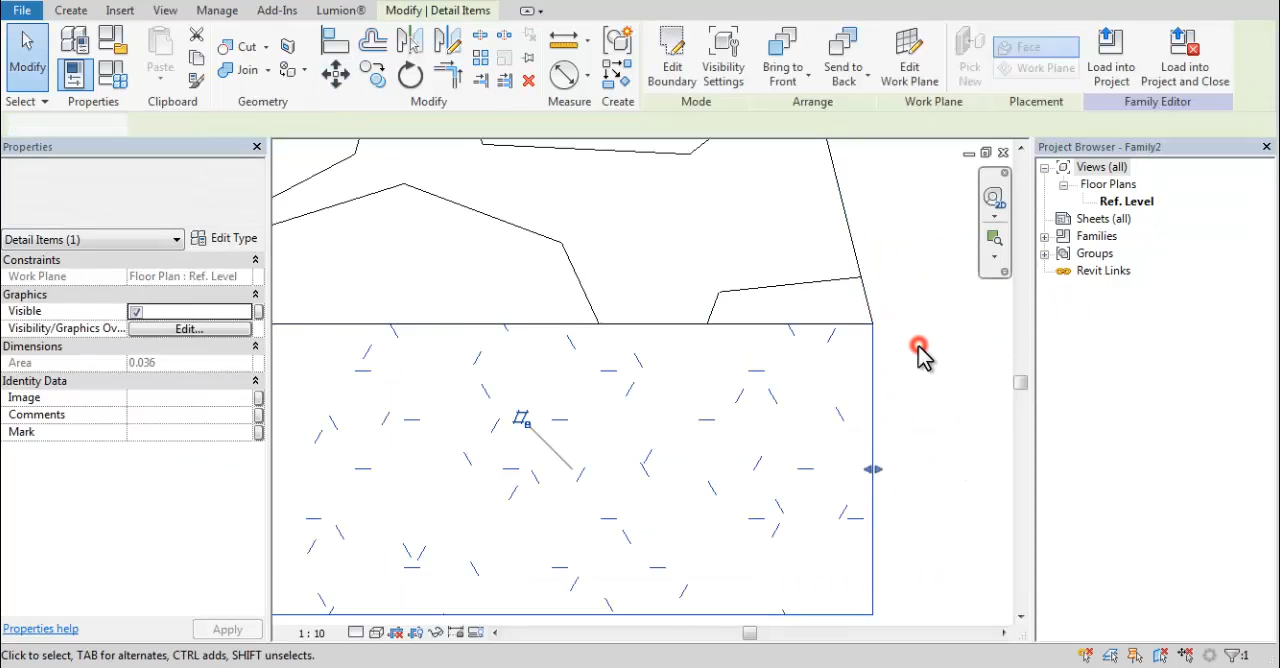 File Create Insert View Manage Add-Ins Lumion® Modify | Detail Items
Modify Paste Cut Join Edit Boundary Visibility Settings Bring to Front Send to Back Edit Work Plane Pick New Face Work Plane Load into Project Load into Project and Close
Select Properties Clipboard Geometry Modify Measure Create Mode Arrange Work Plane Placement Family Editor
Properties
Project Browser - Family2
Views (all)
Floor Plans
Ref. Level
Sheets (all)
Families
Groups
Revit Links
2D
Detail Items (1) Edit Type
Constraints
Work Plane Floor Plan : Ref. Level
Graphics
Visible
Visibility/Graphics Ov... Edit...
Dimensions
Area 0.036
Identity Data
Image
Comments
Mark
Properties help Apply
1 : 10
Click to select, TAB for alternates, CTRL adds, SHIFT unselects.
:1